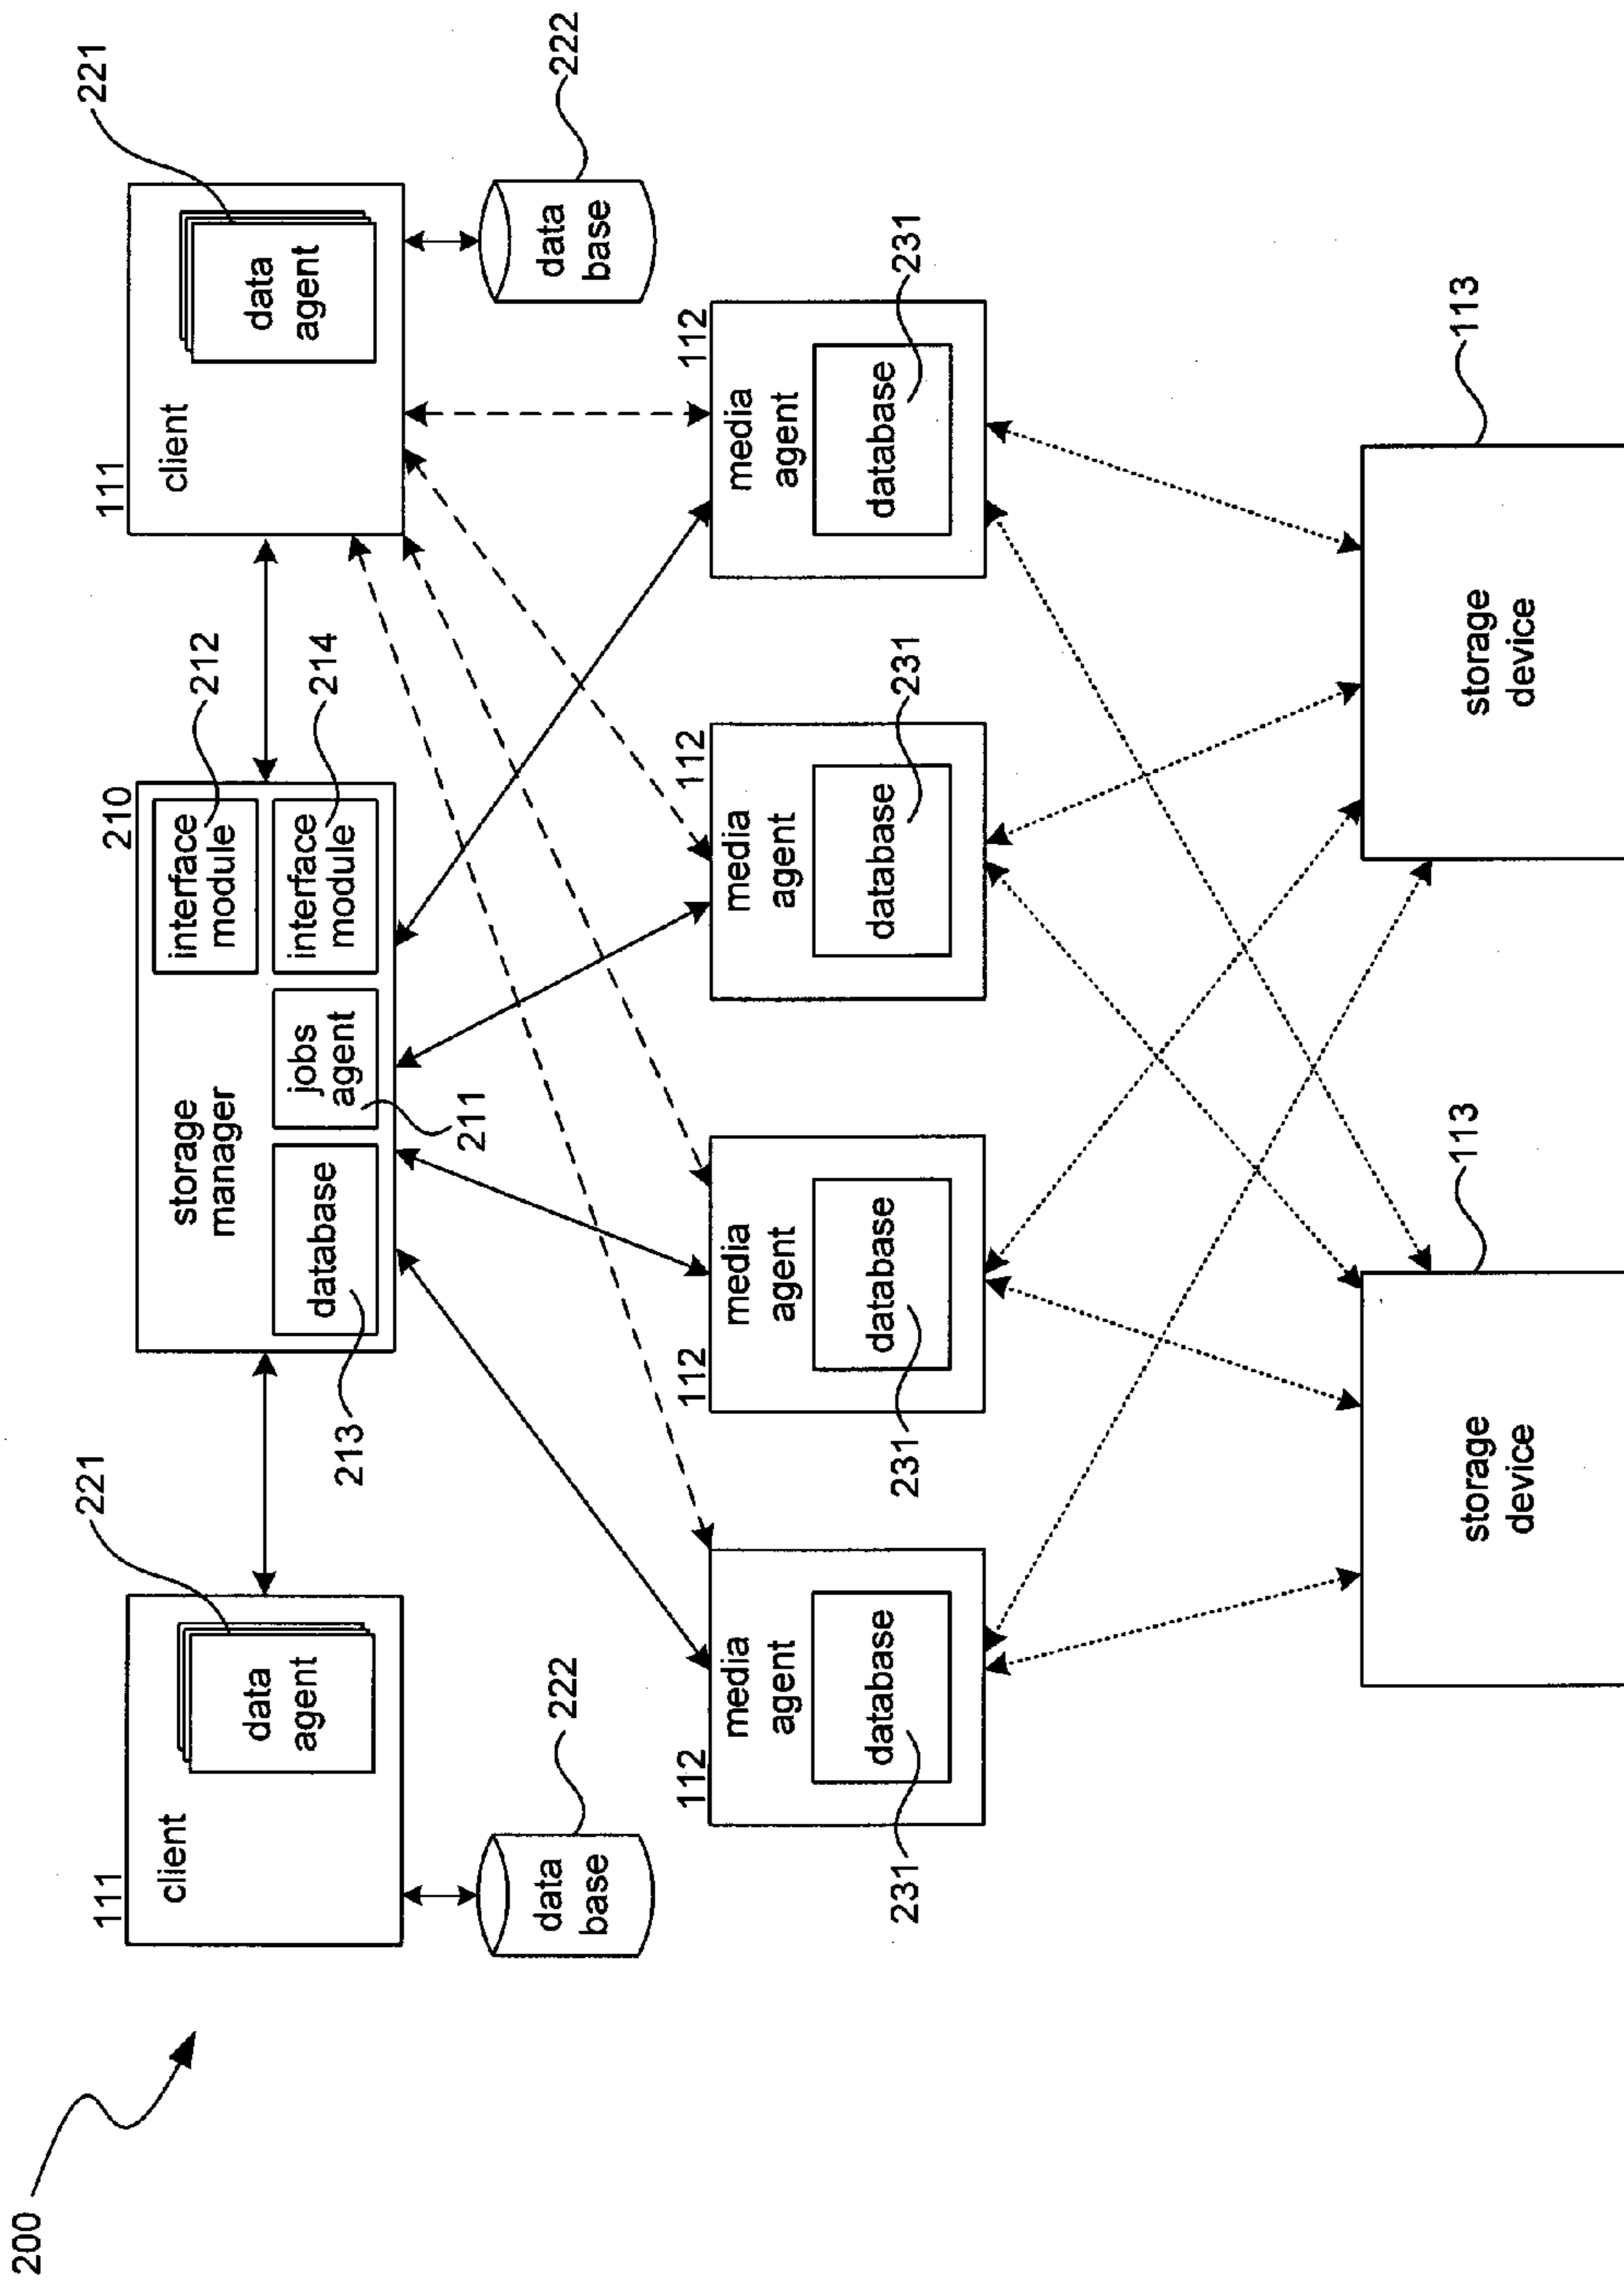 200
111
client
data
agent
221
data
base
222
210
storage
manager
database
213
jobs
agent
211
interface
module
212
interface
module
214
111
client
data
agent
221
data
base
222
112
media
agent
database
231
112
media
agent
database
231
112
media
agent
database
231
112
media
agent
database
231
storage
device
113
storage
device
113